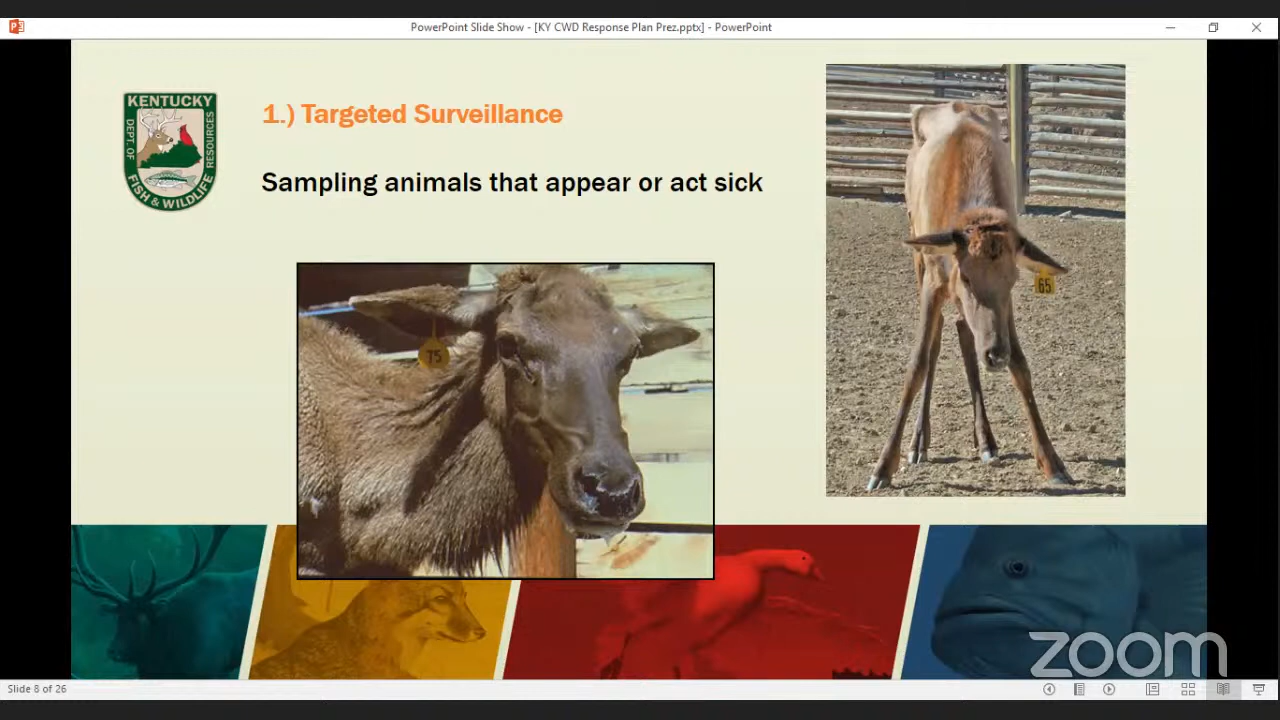 PowerPoint Slide Show - [KY CWD Response Plan Prez.pptx] - PowerPoint
KENTUCKY
DEPT. OF
RESOURCES
FISH & WILDLIFE
1.) Targeted Surveillance
Sampling animals that appear or act sick
65
75
zoom
Slide 8 of 26